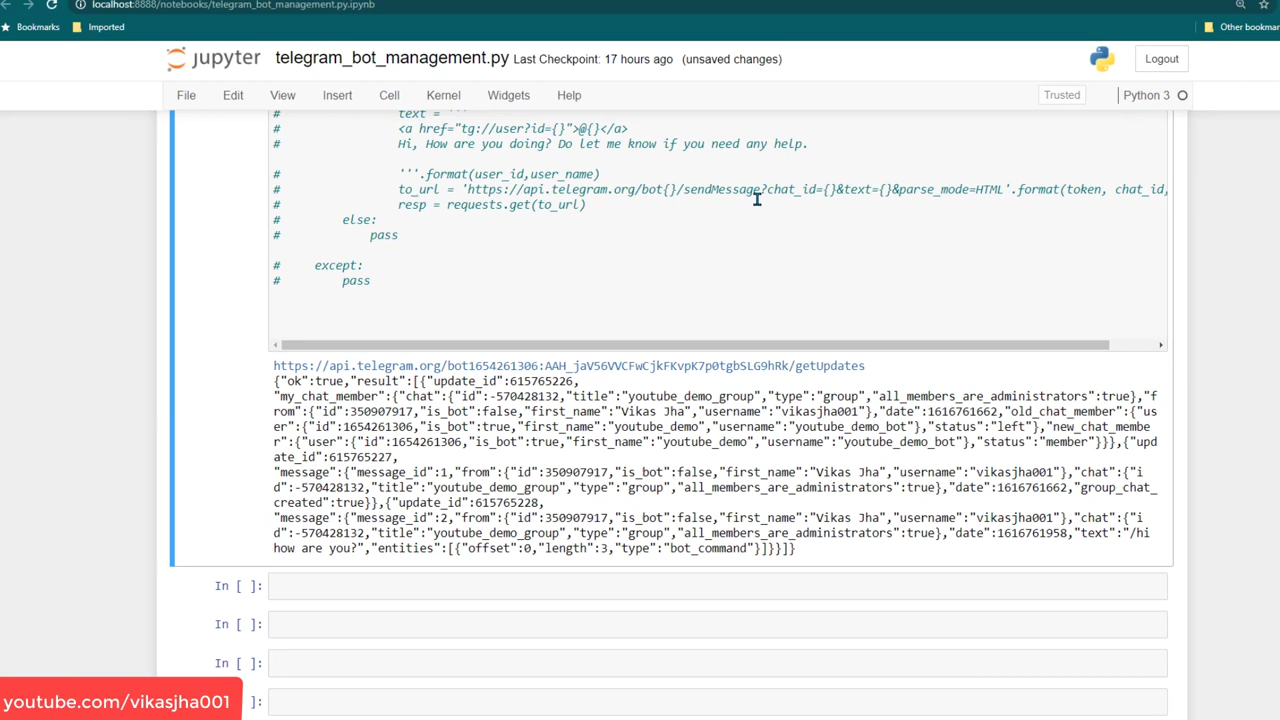 localhost:8888/notebooks/telegram_bot_management.py.ipynb
Bookmarks Imported Other bookmar
jupyter telegram_bot_management.py Last Checkpoint: 17 hours ago (unsaved changes) Logout
File Edit View Insert Cell Kernel Widgets Help Trusted Python 3
# text = '''
# <a href="tg://user?id={}">@{}</a>
# Hi, How are you doing? Do let me know if you need any help.
# '''.format(user_id,user_name)
# to_url = 'https://api.telegram.org/bot{}/sendMessage?chat_id={}&text={}&parse_mode=HTML'.format(token, chat_id,
# resp = requests.get(to_url)
# else:
# pass
# except:
# pass
https://api.telegram.org/bot1654261306:AAH_jaV56VVCFwCjkFKvpK7p0tgbSLG9hRk/getUpdates
{"ok":true,"result":[{"update_id":615765226,
"my_chat_member":{"chat":{"id":-570428132,"title":"youtube_demo_group","type":"group","all_members_are_administrators":true},"f
rom":{"id":350907917,"is_bot":false,"first_name":"Vikas Jha","username":"vikasjha001"},"date":1616761662,"old_chat_member":{"us
er":{"id":1654261306,"is_bot":true,"first_name":"youtube_demo","username":"youtube_demo_bot"},"status":"left"},"new_chat_membe
r":{"user":{"id":1654261306,"is_bot":true,"first_name":"youtube_demo","username":"youtube_demo_bot"},"status":"member"}}},{"upd
ate_id":615765227,
"message":{"message_id":1,"from":{"id":350907917,"is_bot":false,"first_name":"Vikas Jha","username":"vikasjha001"},"chat":{"i
d":-570428132,"title":"youtube_demo_group","type":"group","all_members_are_administrators":true},"date":1616761662,"group_chat_
created":true}},{"update_id":615765228,
"message":{"message_id":2,"from":{"id":350907917,"is_bot":false,"first_name":"Vikas Jha","username":"vikasjha001"},"chat":{"i
d":-570428132,"title":"youtube_demo_group","type":"group","all_members_are_administrators":true},"date":1616761958,"text":"/hi
how are you?","entities":[{"offset":0,"length":3,"type":"bot_command"}]}}]}
In [ ]:
In [ ]:
In [ ]:
]:
youtube.com/vikasjha001